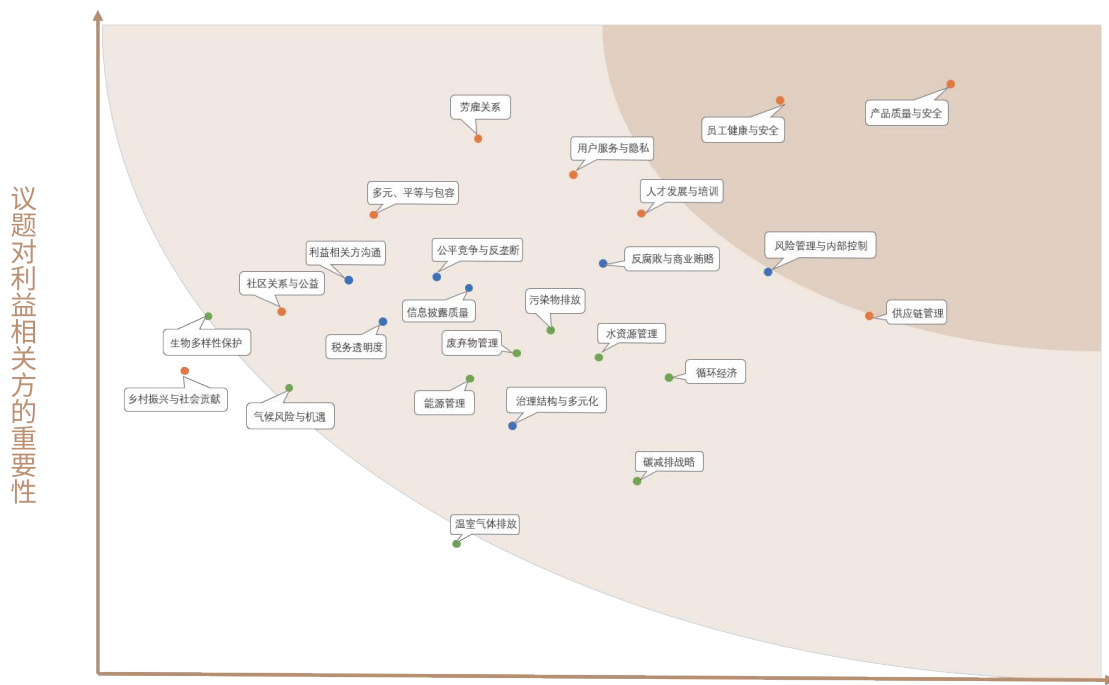 议题对利益相关方的重要性
劳雇关系
员工健康与安全
产品质量与安全
用户服务与隐私
多元、平等与包容
人才发展与培训
利益相关方沟通
公平竞争与反垄断
反腐败与商业贿赂
风险管理与内部控制
社区关系与公益
信息披露质量
污染物排放
供应链管理
生物多样性保护
税务透明度
废弃物管理
水资源管理
循环经济
乡村振兴与社会贡献
气候风险与机遇
能源管理
治理结构与多元化
碳减排战略
温室气体排放